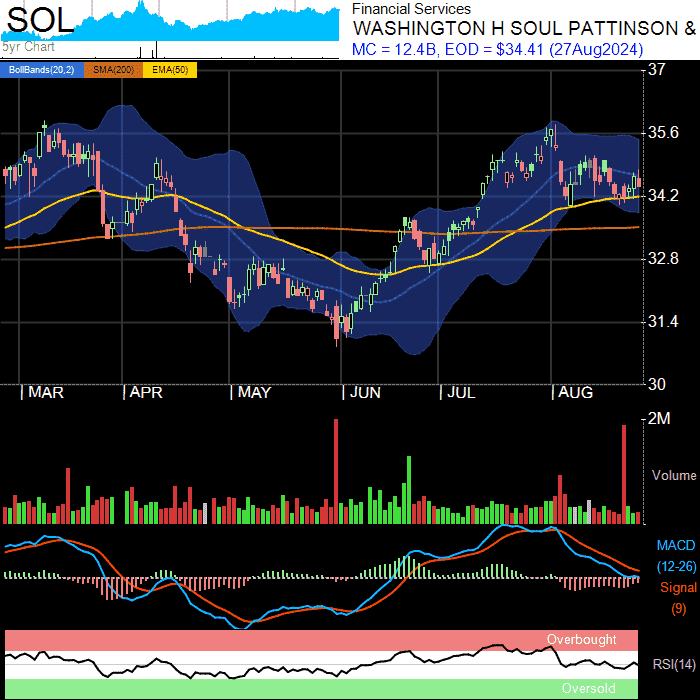 SOL
5yr Chart
Financial Services
WASHINGTON H SOUL PATTINSON &
MC = 12.4B, EOD = $34.41 (27Aug2024)
BollBands(20,2) SMA(200) EMA(50)
37
35.6
34.2
32.8
31.4
30
MAR APR MAY JUN JUL AUG
2M
Volume
MACD
(12-26)
Signal
(9)
Overbought
RSI(14)
Oversold